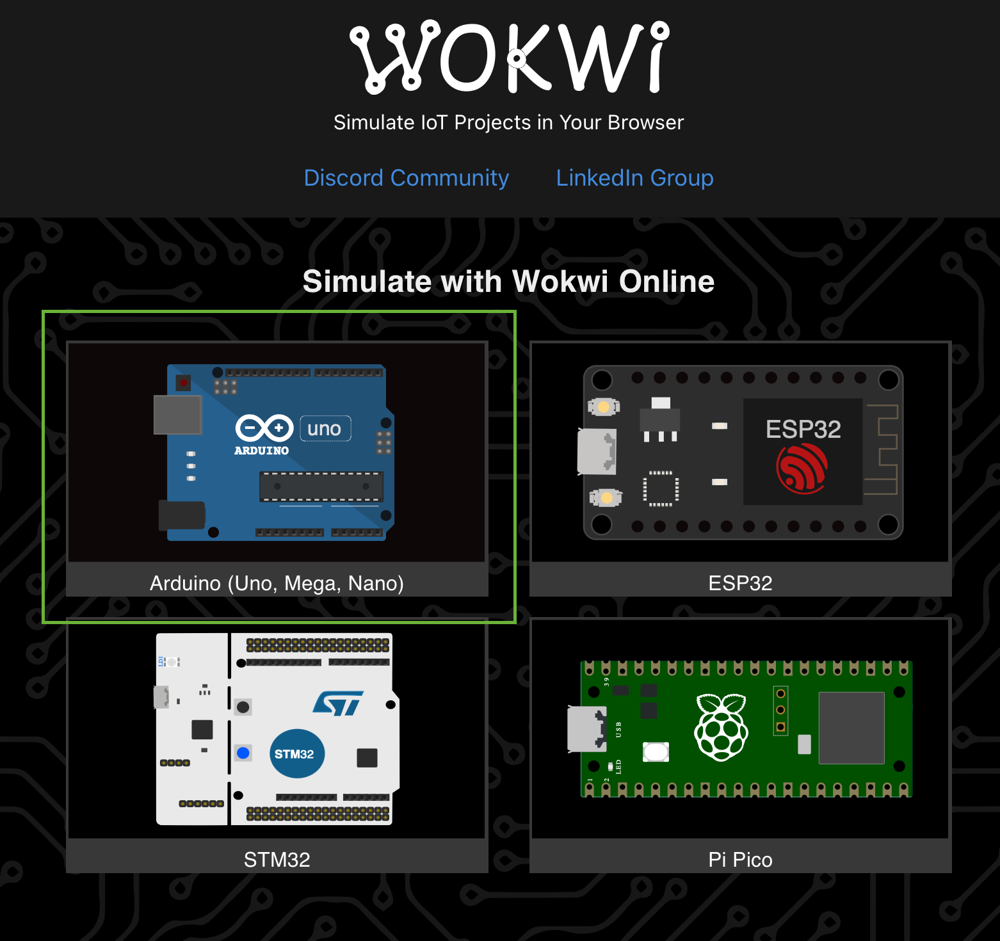 WOKWi
Simulate IoT Projects in Your Browser
Discord Community LinkedIn Group
Simulate with Wokwi Online
ARDUINO
uno
Arduino (Uno, Mega, Nano)
ESP32
ESP32
LD1
ST
STM32
STM32
39
USB
LED
1
2
Pi Pico